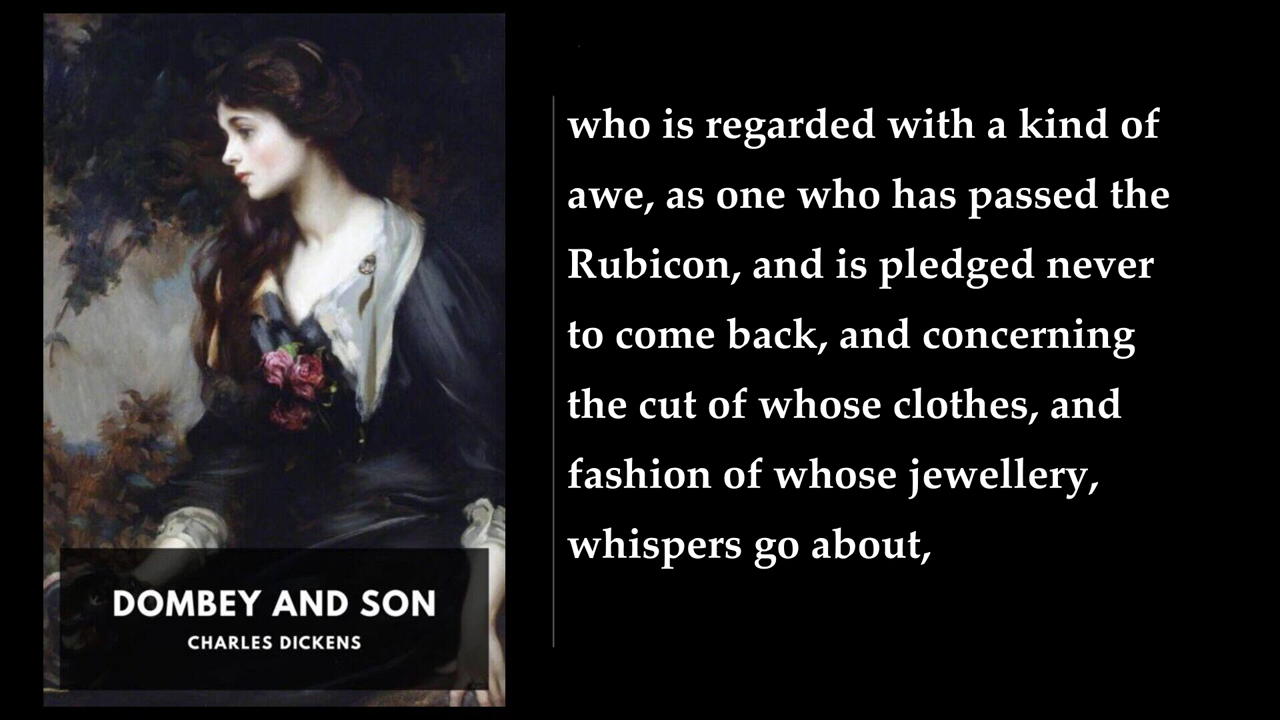 DOMBEY AND SON
CHARLES DICKENS
who is regarded with a kind of
awe, as one who has passed the
Rubicon, and is pledged never
to come back, and concerning
the cut of whose clothes, and
fashion of whose jewellery,
whispers go about,